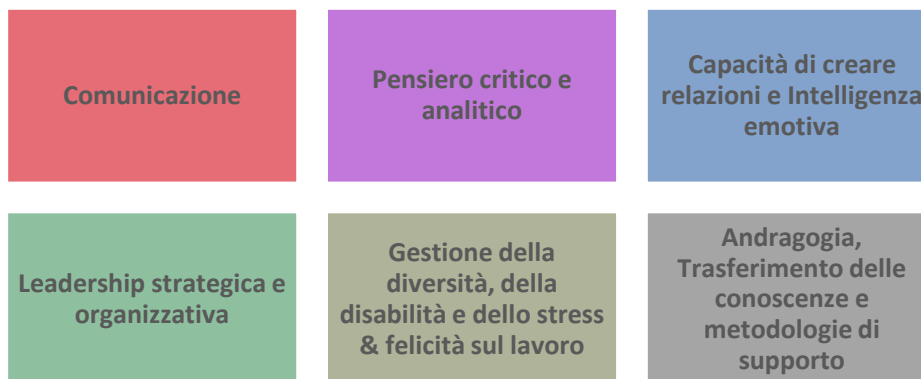 Comunicazione
Pensiero critico e
analitico
Capacità di creare
relazioni e Intelligenza
emotiva
Leadership strategica e
organizzativa
Gestione della
diversità, della
disabilità e dello stress
& felicità sul lavoro
Andragogia,
Trasferimento delle
conoscenze e
metodologie di
supporto